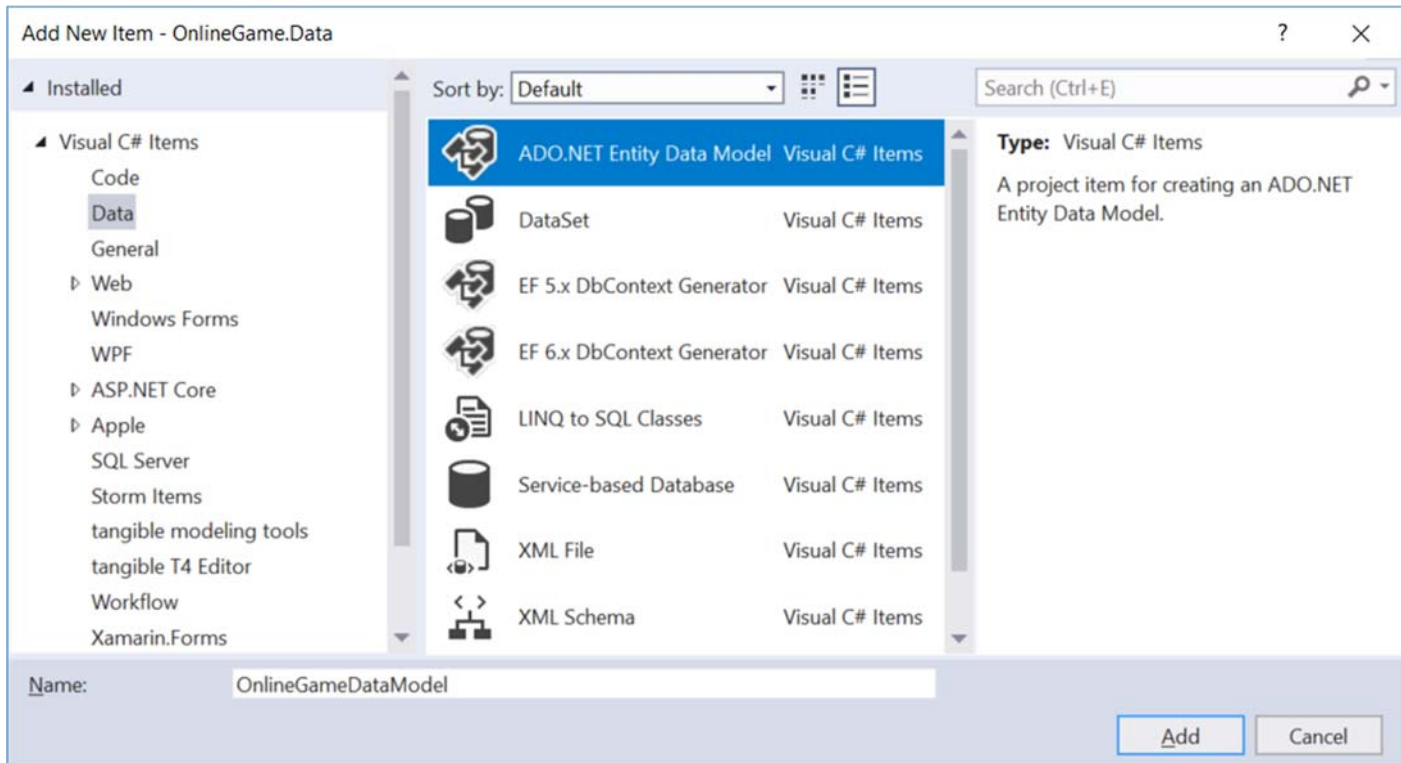 Add New Item - OnlineGame.Data
?
Installed
Sort by: Default
Search (Ctrl+E)
Visual C# Items
Code
Data
General
Web
Windows Forms
WPF
ASP.NET Core
Apple
SQL Server
Storm Items
tangible modeling tools
tangible T4 Editor
Workflow
Xamarin.Forms
ADO.NET Entity Data Model Visual C# Items
DataSet Visual C# Items
EF 5.x DbContext Generator Visual C# Items
EF 6.x DbContext Generator Visual C# Items
LINQ to SQL Classes Visual C# Items
Service-based Database Visual C# Items
XML File Visual C# Items
XML Schema Visual C# Items
Type: Visual C# Items
A project item for creating an ADO.NET
Entity Data Model.
Name: OnlineGameDataModel
Add Cancel